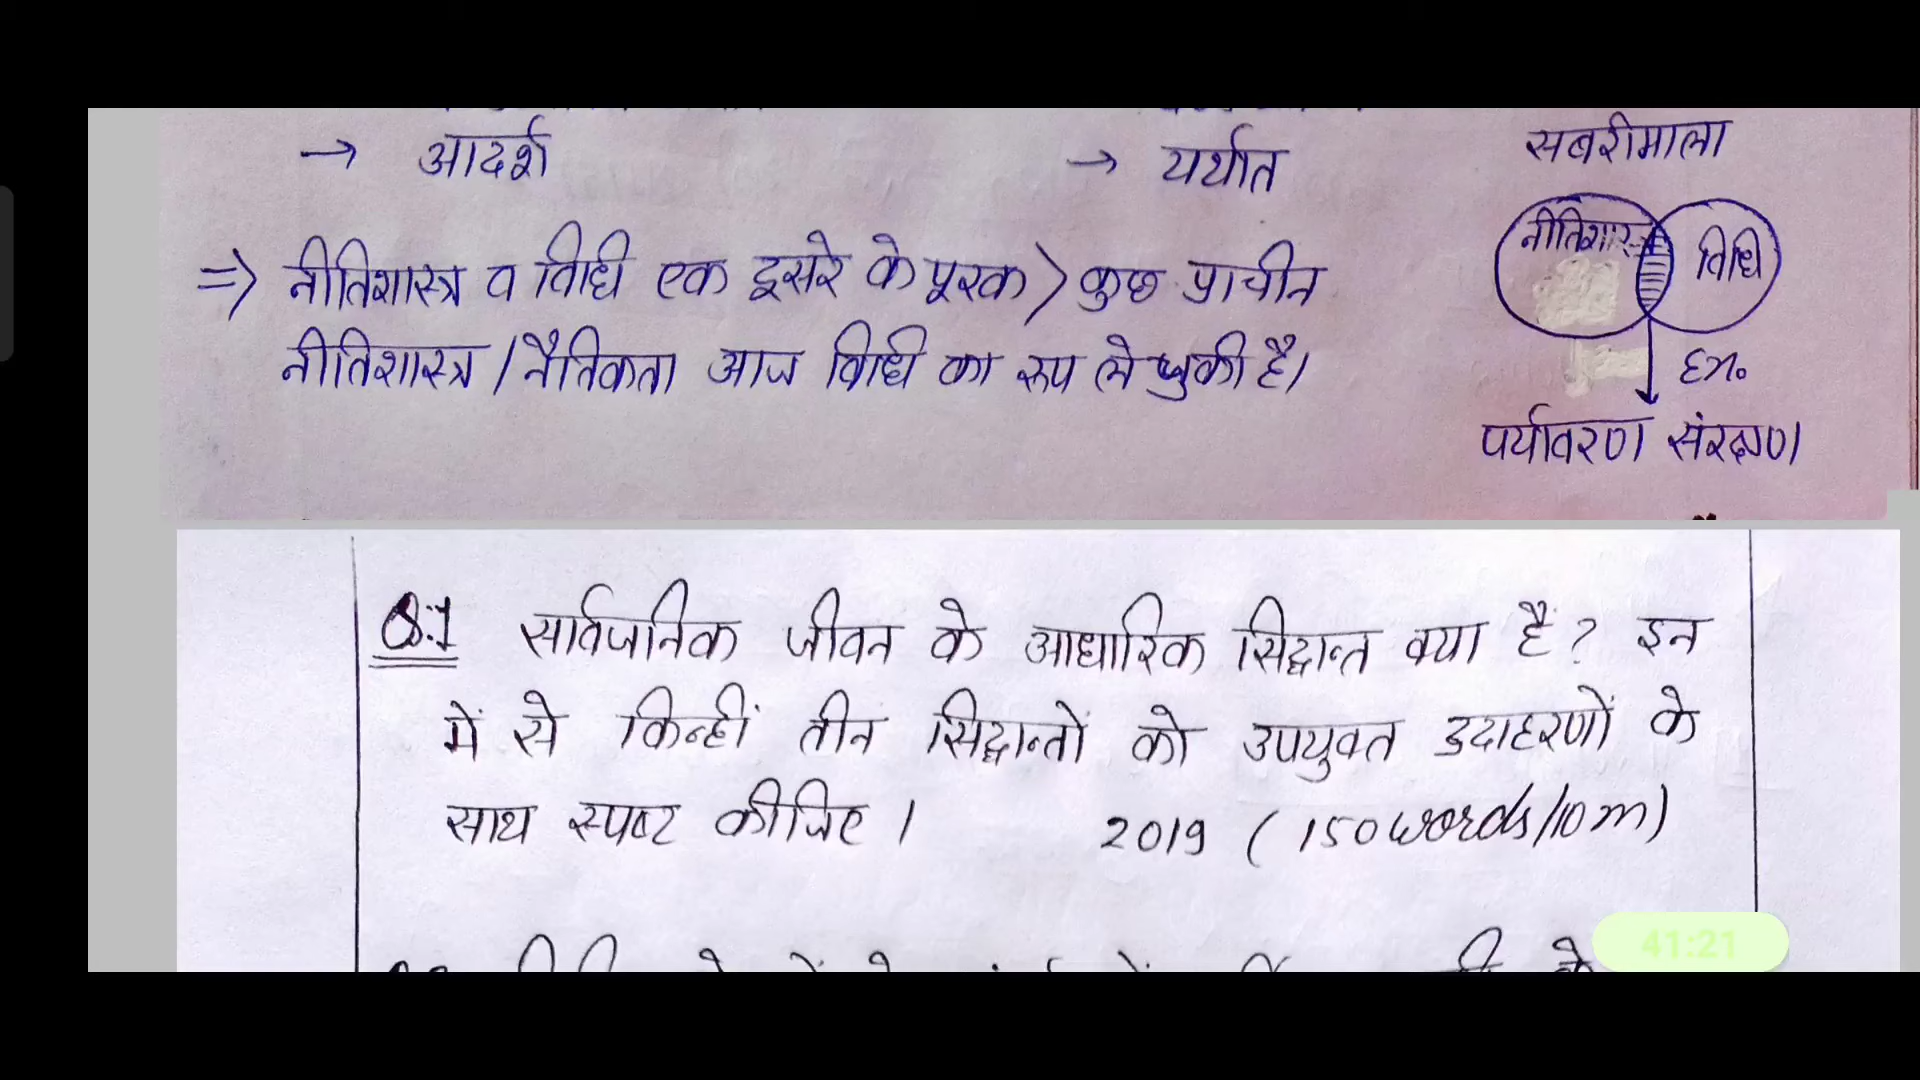 → आदर्श
→ यर्थात
सबरीमाला
नीतिशास्त्र
विधि
⇒ नीतिशास्त्र व विधि एक दूसरे के पूरक > कुछ प्राचीन
नीतिशास्त्र / नैतिकता आज विधि का रूप ले चुकी है।
Ex.
पर्यावरण संरक्षण
Q.1 सार्वजनिक जीवन के आधारिक सिद्धान्त क्या हैं? इन
में से किन्हीं तीन सिद्धान्तों को उपयुक्त उदाहरणों के
साथ स्पष्ट कीजिए। 2019 (150 words/10m)
41:21